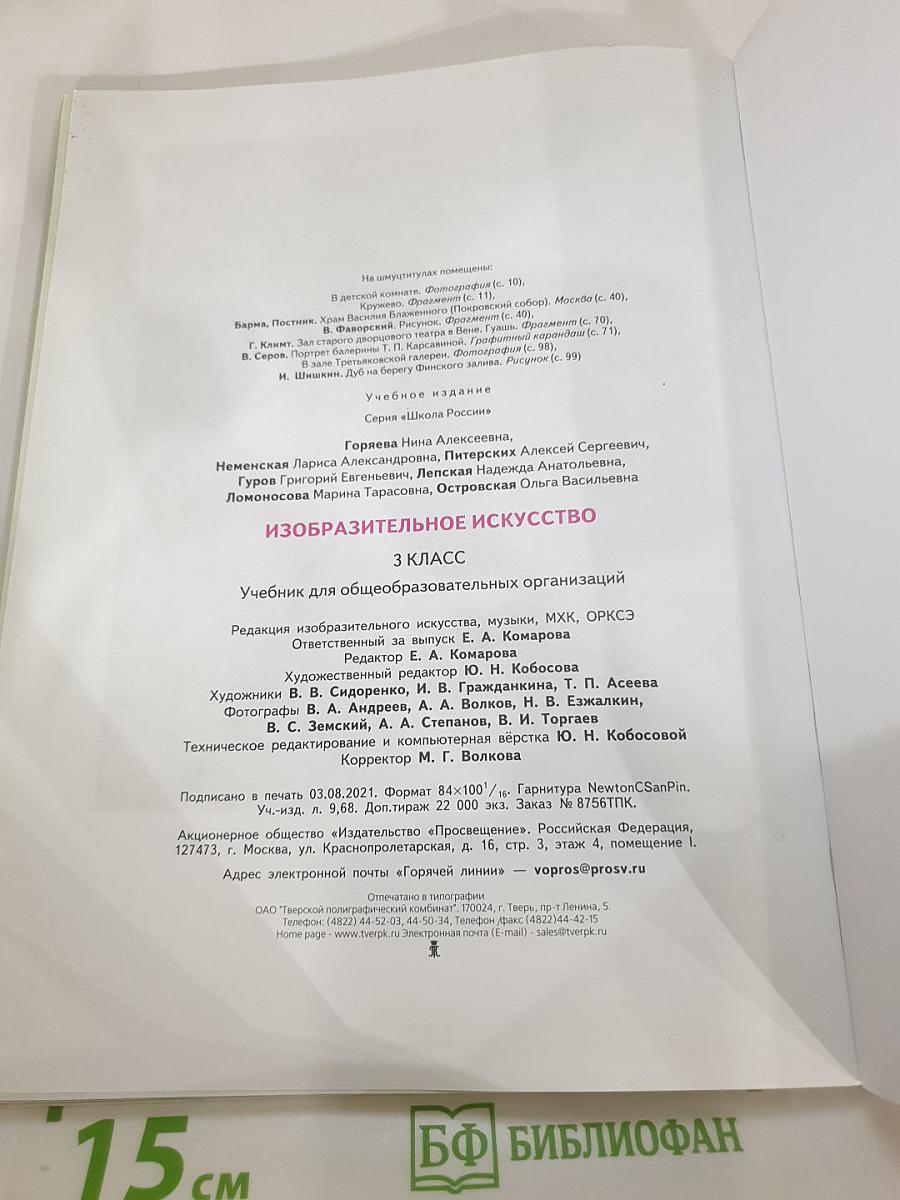 На шмуцтитулах помещены:
В детской комнате. Фотография (с. 10),
Кружево. Фрагмент (с. 11),
Барма, Постник. Храм Василия Блаженного (Покровский собор). Москва (с. 40),
В. Фаворский. Рисунок. Фрагмент (с. 40),
Г. Климт. Зал старого дворцового театра в Вене. Гуашь. Фрагмент (с. 70),
В. Серов. Портрет балерины Т. П. Карсавиной. Графитный карандаш (с. 71),
В зале Третьяковской галереи. Фотография (с. 98),
И. Шишкин. Дуб на берегу Финского залива. Рисунок (с. 99)
Учебное издание
Серия «Школа России»
Горяева Нина Алексеевна,
Неменская Лариса Александровна, Питерских Алексей Сергеевич,
Гуров Григорий Евгеньевич, Лепская Надежда Анатольевна,
Ломоносова Марина Тарасовна, Островская Ольга Васильевна
ИЗОБРАЗИТЕЛЬНОЕ ИСКУССТВО
3 КЛАСС
Учебник для общеобразовательных организаций
Редакция изобразительного искусства, музыки, МХК, ОРКСЭ
Ответственный за выпуск Е. А. Комарова
Редактор Е. А. Комарова
Художественный редактор Ю. Н. Кобосова
Художники В. В. Сидоренко, И. В. Гражданкина, Т. П. Асеева
Фотографы В. А. Андреев, А. А. Волков, Н. В. Езжалкин,
В. С. Земский, А. А. Степанов, В. И. Торгаев
Техническое редактирование и компьютерная вёрстка Ю. Н. Кобосовой
Корректор М. Г. Волкова
Подписано в печать 03.08.2021. Формат 84×100¹/₁₆. Гарнитура NewtonCSanPin.
Уч.-изд. л. 9,68. Доп.тираж 22 000 экз. Заказ № 8756ТПК.
Акционерное общество «Издательство «Просвещение». Российская Федерация,
127473, г. Москва, ул. Краснопролетарская, д. 16, стр. 3, этаж 4, помещение I.
Адрес электронной почты «Горячей линии» — vopros@prosv.ru
Отпечатано в типографии
ОАО "Тверской полиграфический комбинат". 170024, г. Тверь, пр-т Ленина, 5.
Телефон: (4822) 44-52-03, 44-50-34, Телефон /факс (4822)44-42-15
Home page - www.tverpk.ru Электронная почта (E-mail) - sales@tverpk.ru
15 см
БФ БИБЛИОФАН